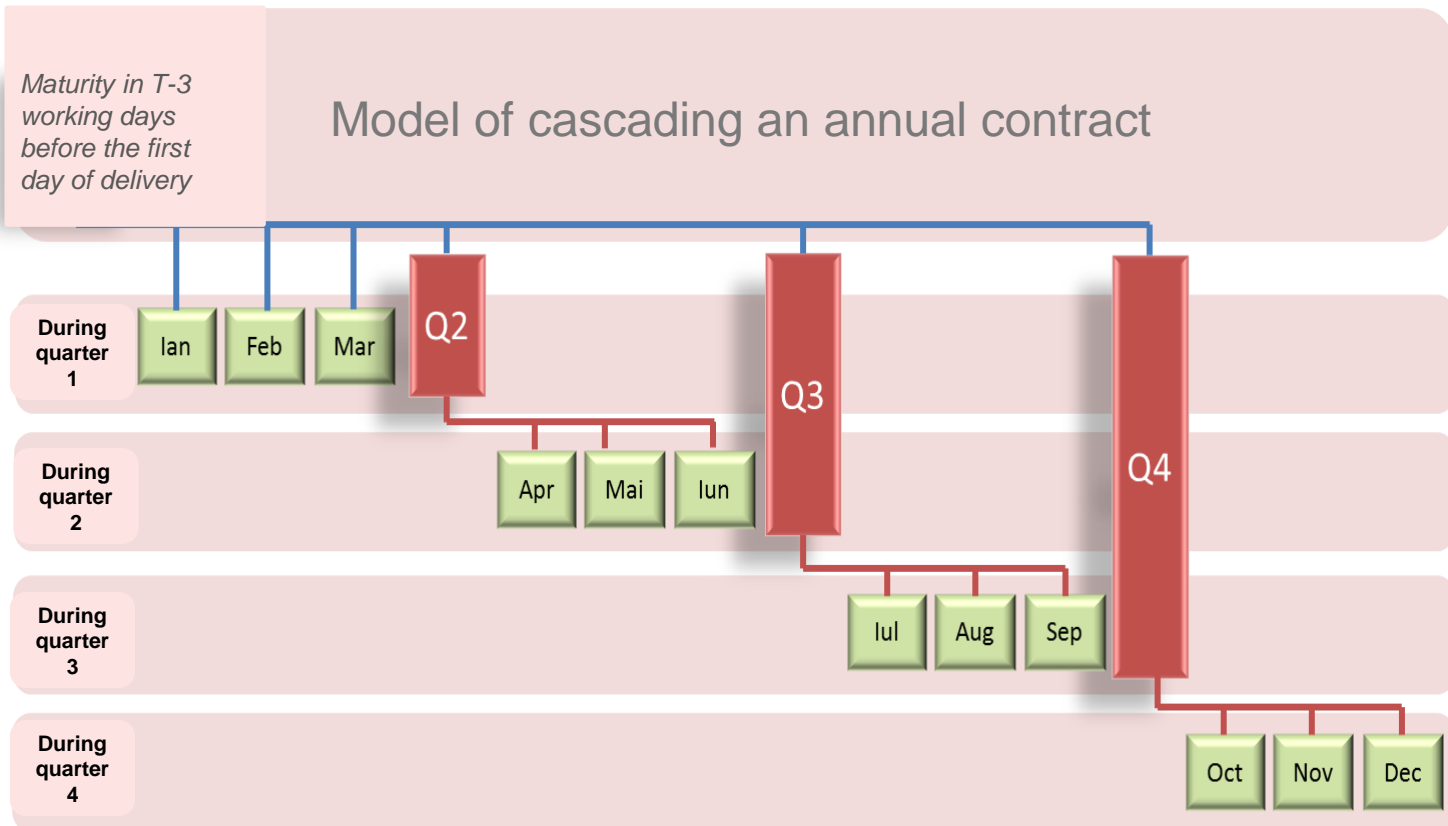 Maturity in T-3
working days
before the first
day of delivery
Model of cascading an annual contract
During
quarter
1
Ian
Feb
Mar
Q2
Q3
Q4
During
quarter
2
Apr
Mai
Iun
During
quarter
3
Iul
Aug
Sep
During
quarter
4
Oct
Nov
Dec